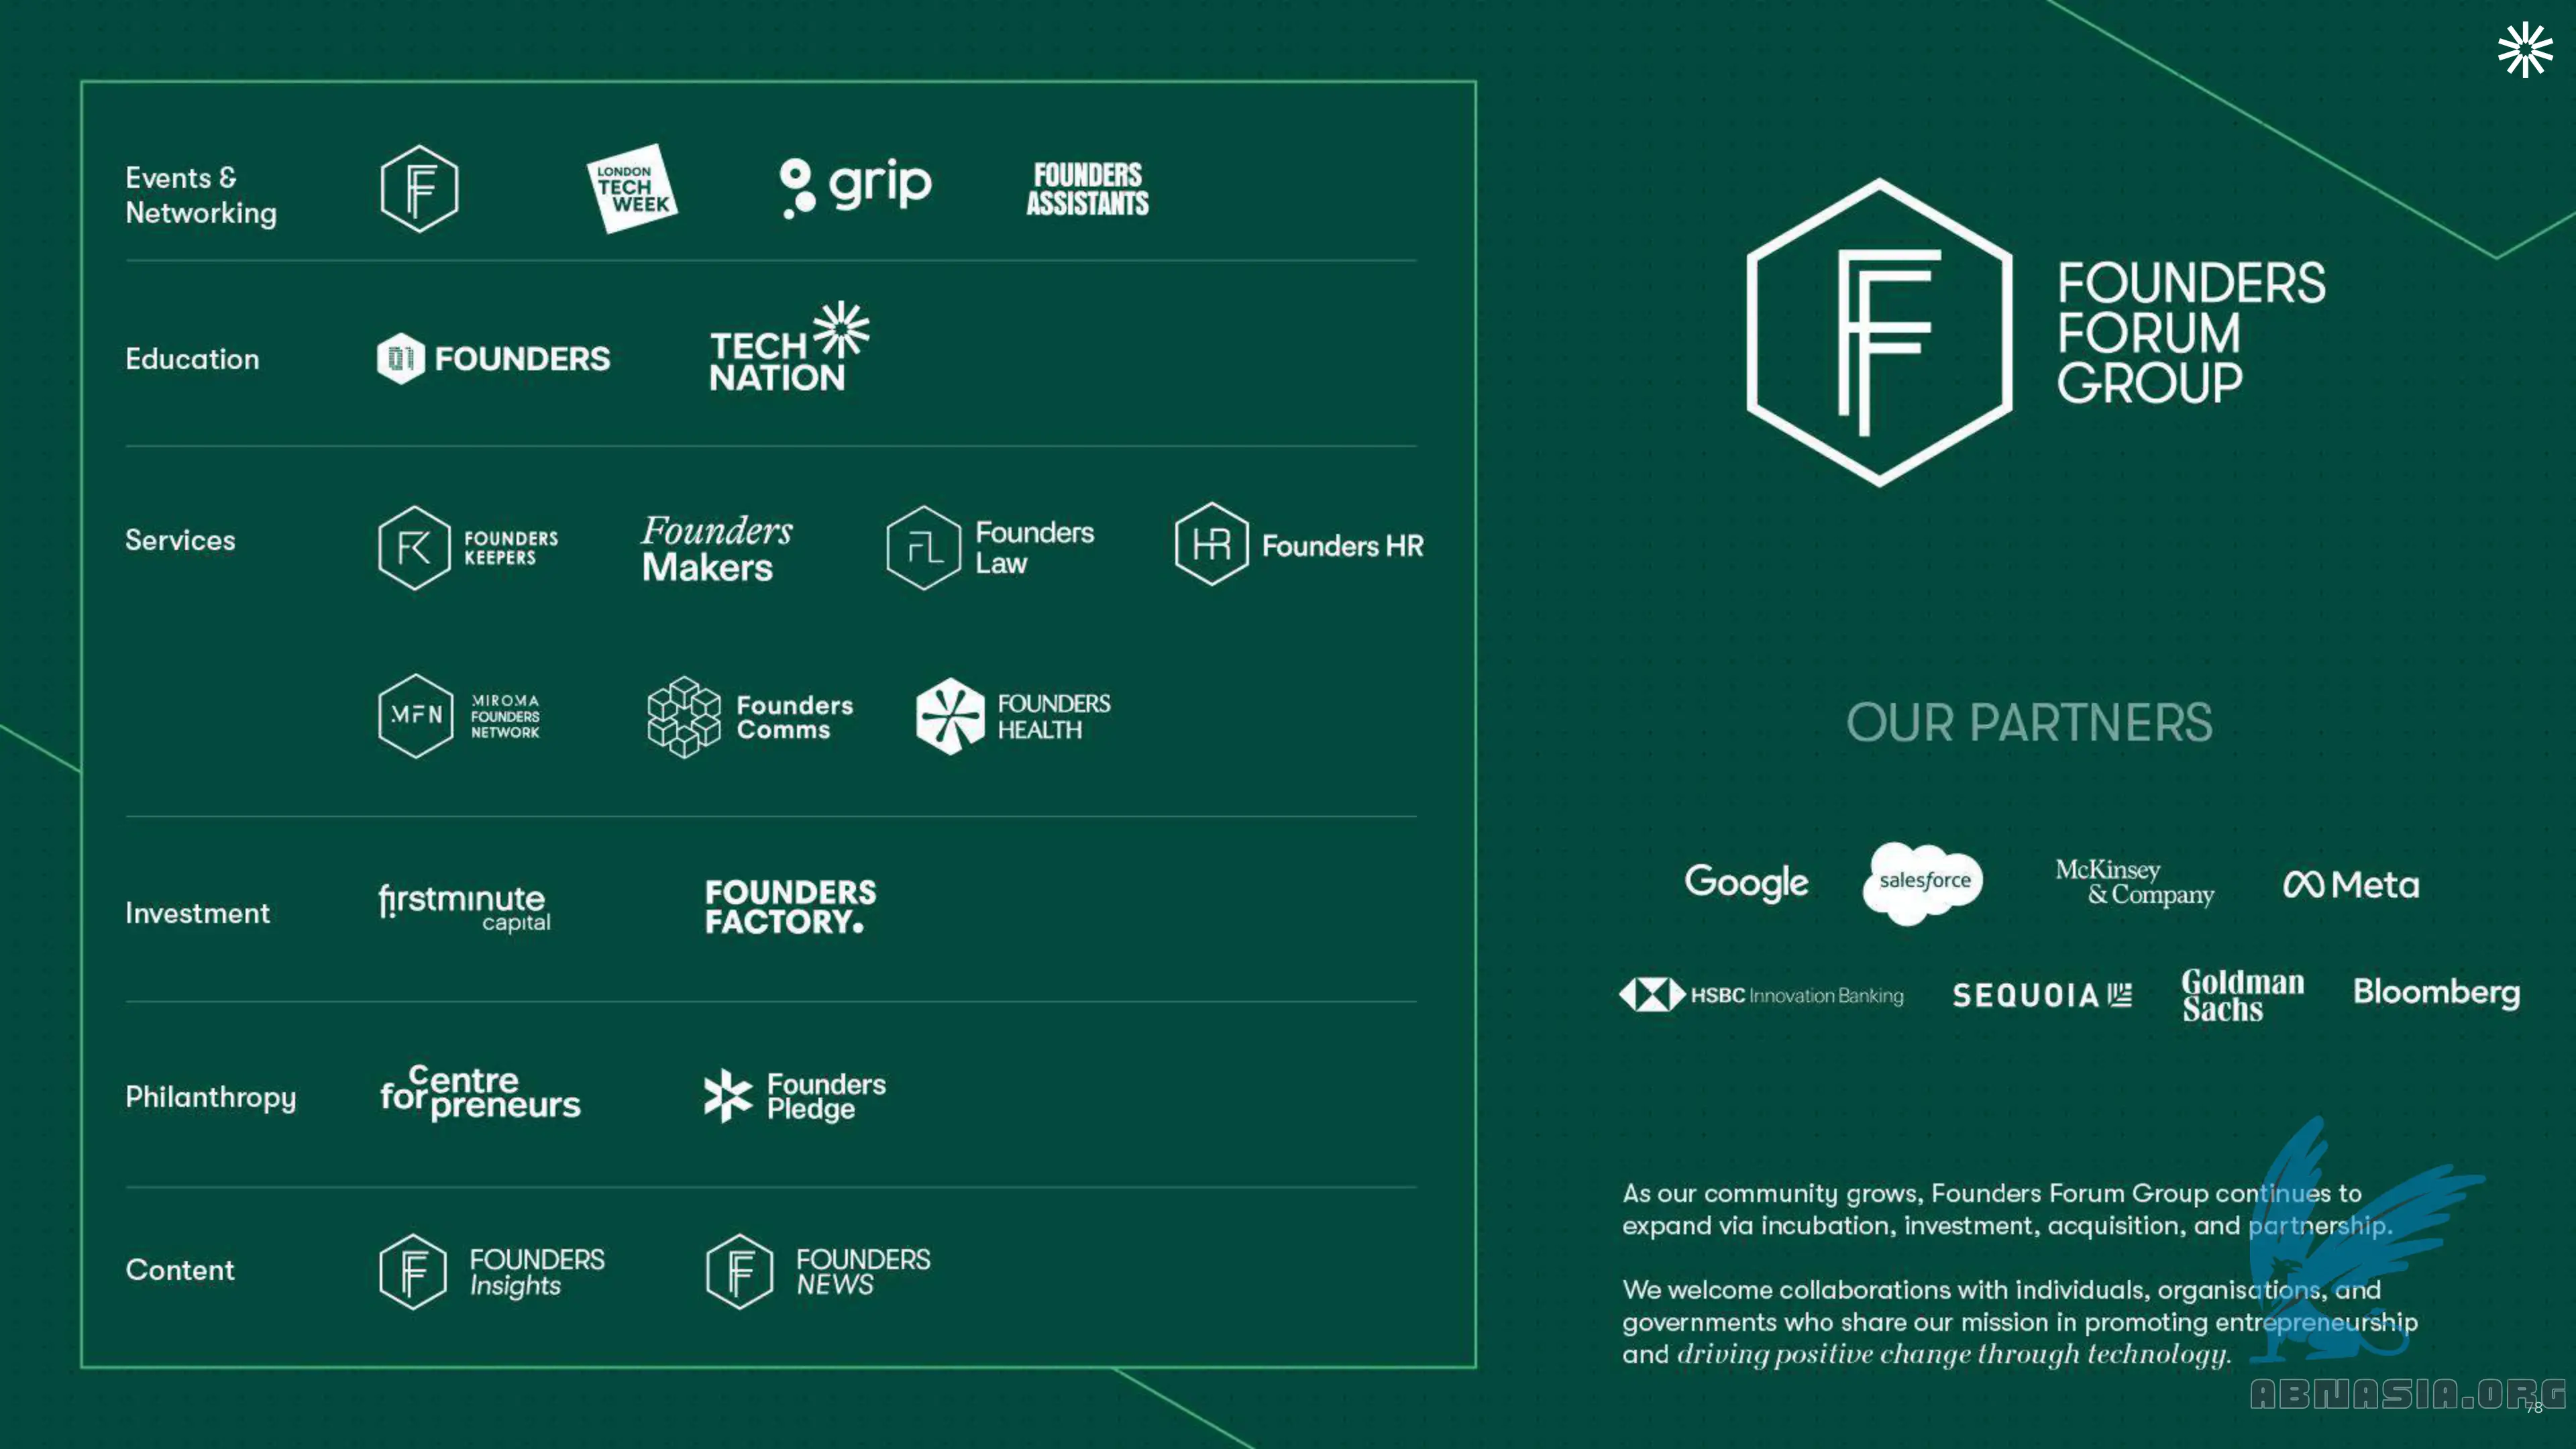 Events &
Networking
F
LONDON
TECH
WEEK
grip
FOUNDERS
ASSISTANTS
Education
01 FOUNDERS
TECH
NATION
Services
FK
FOUNDERS
KEEPERS
Founders
Makers
FL
Founders
Law
HR
Founders HR
MFN
MIROMA
FOUNDERS
NETWORK
Founders
Comms
FOUNDERS
HEALTH
Investment
firstminute
capital
FOUNDERS
FACTORY.
Philanthropy
centre
for preneurs
Founders
Pledge
Content
F
FOUNDERS
Insights
F
FOUNDERS
NEWS
F
FOUNDERS
FORUM
GROUP
OUR PARTNERS
Google
salesforce
McKinsey
& Company
Meta
HSBC Innovation Banking
SEQUOIA
Goldman
Sachs
Bloomberg
As our community grows, Founders Forum Group continues to
expand via incubation, investment, acquisition, and partnership.
We welcome collaborations with individuals, organisations, and
governments who share our mission in promoting entrepreneurship
and driving positive change through technology.
ABNASIA.ORG
78